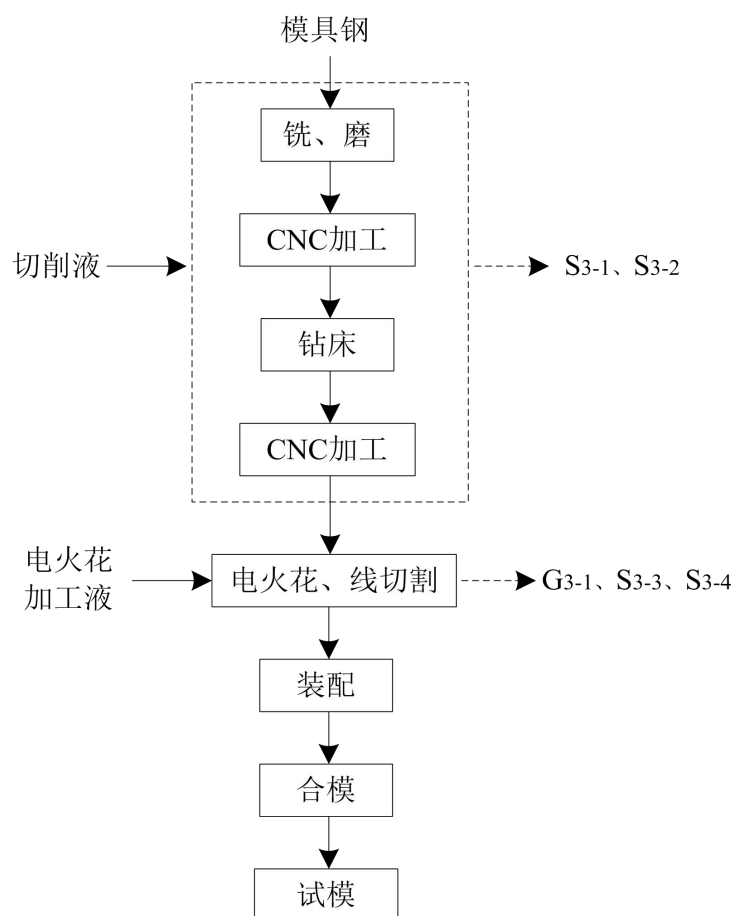 模具钢
铣、磨
CNC加工
切削液
S3-1、S3-2
钻床
CNC加工
电火花
加工液
电火花、线切割
G3-1、S3-3、S3-4
装配
合模
试模